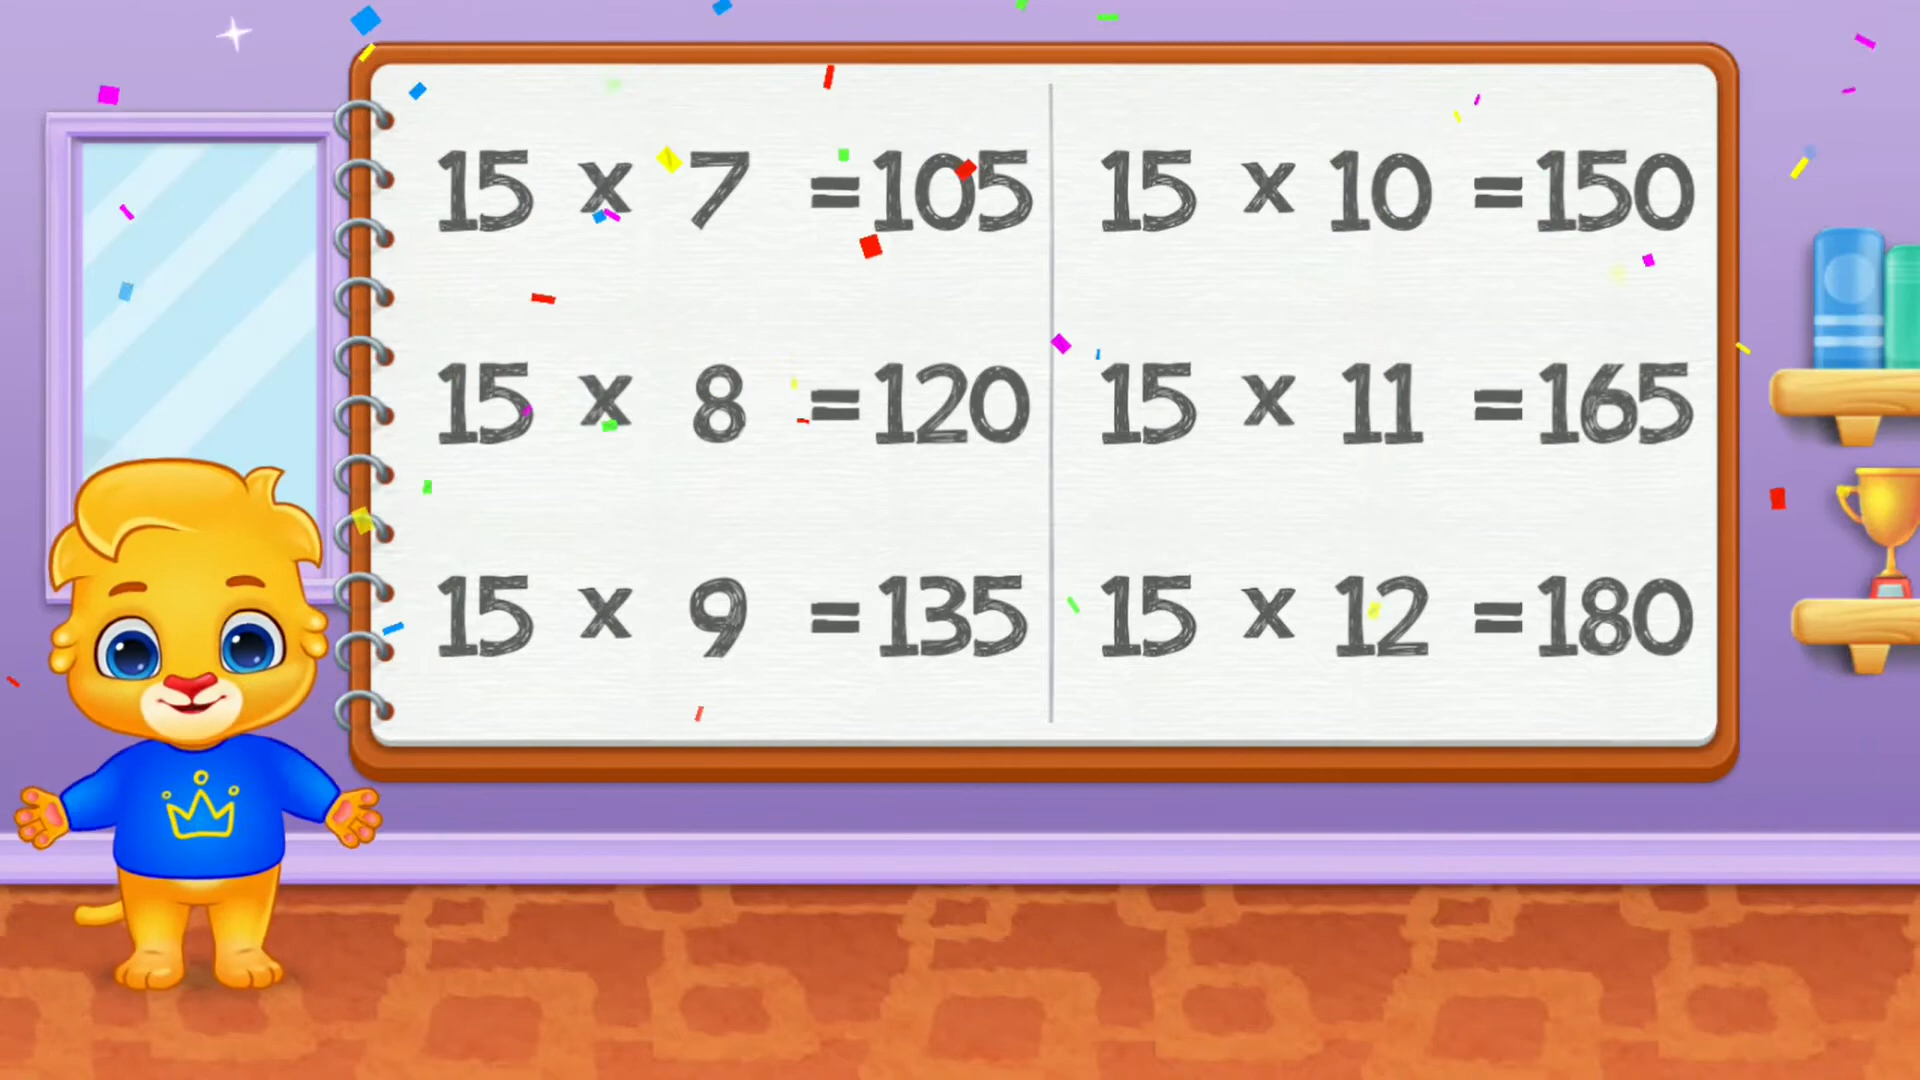 15 x 7 =105
15 x 8 =120
15 x 9 =135
15 x 10 =150
15 x 11 =165
15 x 12 =180